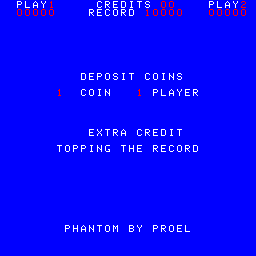 PLAY1 CREDITS 00 PLAY2
00000 RECORD 10000 00000
DEPOSIT COINS
1 COIN 1 PLAYER
EXTRA CREDIT
TOPPING THE RECORD
PHANTOM BY PROEL